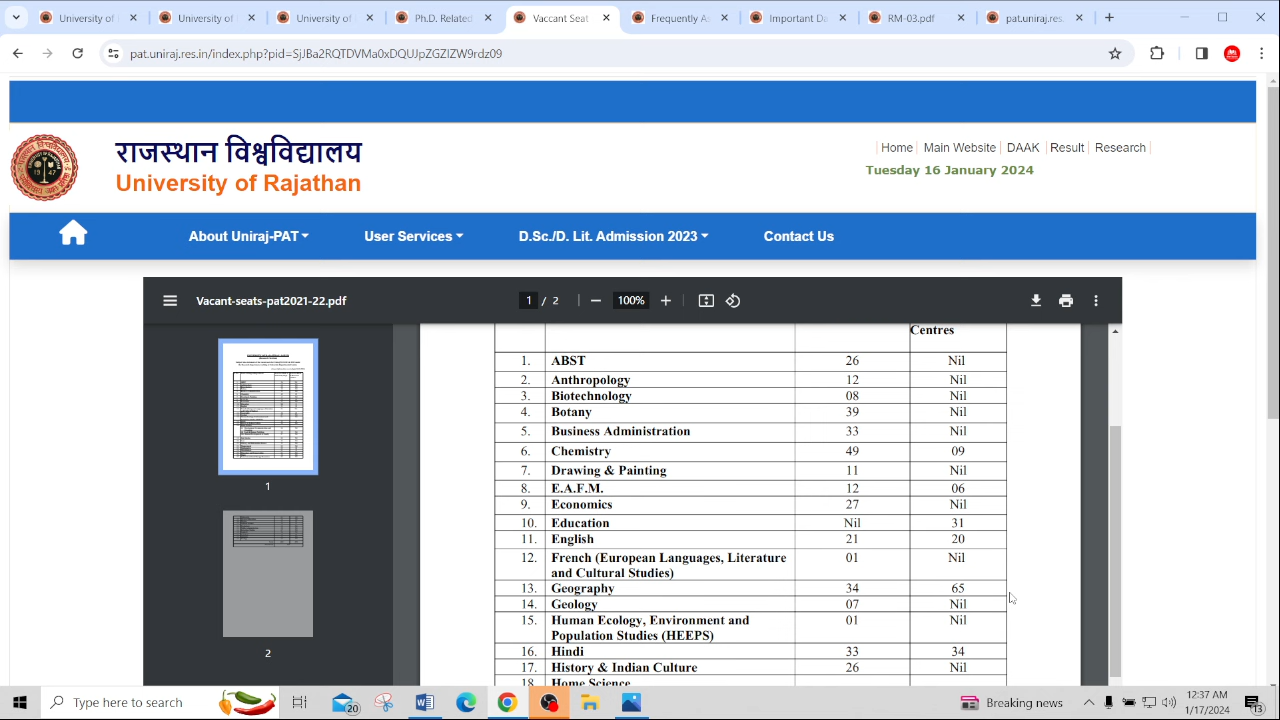 University of
University of
University of
Ph.D. Related
Vaccant Seats
Frequently As
Important Da
RM-03.pdf
pat.uniraj.res.
pat.uniraj.res.in/index.php?pid=SjJBa2RQTDVMa0xDQUJpZGZIZW9rdz09
राजस्थान विश्वविद्यालय
University of Rajathan
| Home | Main Website | DAAK | Result | Research |
Tuesday 16 January 2024
About Uniraj-PAT
User Services
D.Sc./D. Lit. Admission 2023
Contact Us
Vacant-seats-pat2021-22.pdf
1 / 2
100%
Centres
1. ABST 26 Nil
2. Anthropology 12 Nil
3. Biotechnology 08 Nil
4. Botany 39 Nil
5. Business Administration 33 Nil
6. Chemistry 49 09
7. Drawing & Painting 11 Nil
8. E.A.F.M. 12 06
9. Economics 27 Nil
10. Education Nil 31
11. English 21 20
12. French (European Languages, Literature 01 Nil
and Cultural Studies)
13. Geography 34 65
14. Geology 07 Nil
15. Human Ecology, Environment and 01 Nil
Population Studies (HEEPS)
16. Hindi 33 34
17. History & Indian Culture 26 Nil
18. Home Science
1
2
Type here to search
20
Breaking news
12:37 AM
1/17/2024
13